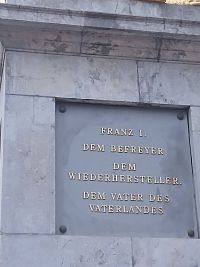 FRANZ I.
DEM BEFREYER
DEM
WIEDERHERSTELLER.
DEM VATER DES
VATERLANDES